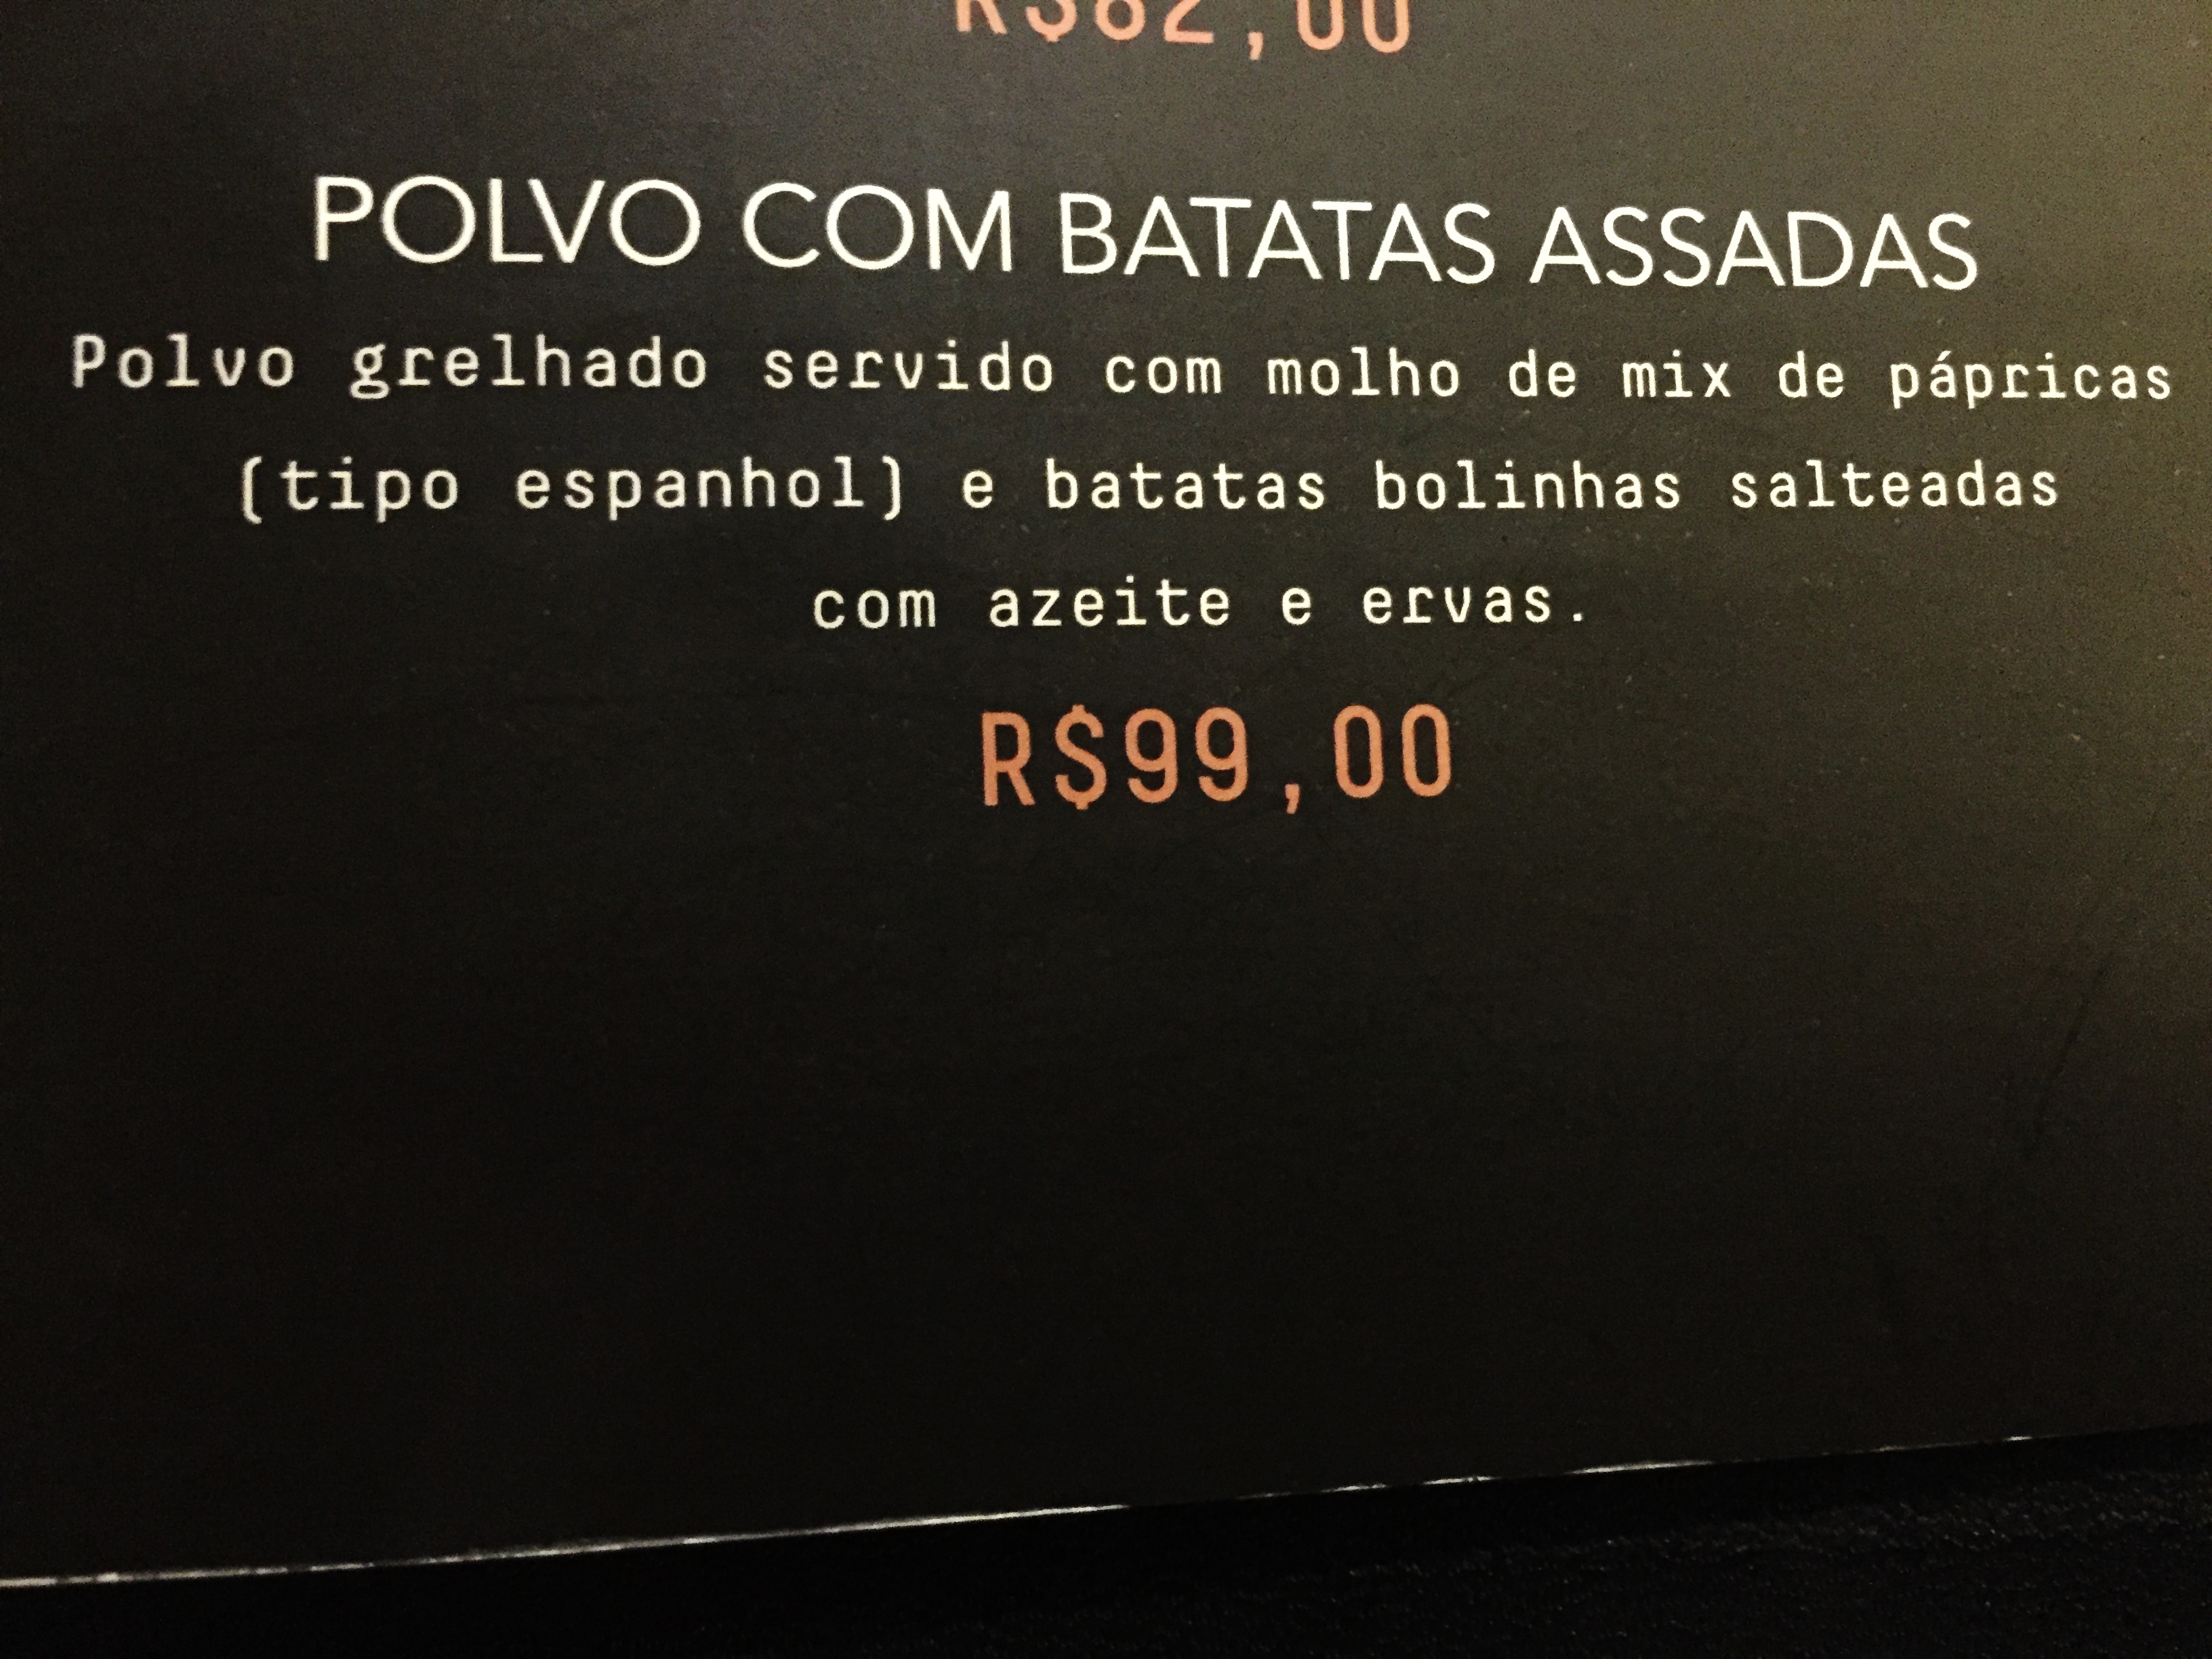 POLVO COM BATATAS ASSADAS
Polvo grelhado servido com molho de mix de pápricas
(tipo espanhol) e batatas bolinhas salteadas
com azeite e ervas.
R$99,00